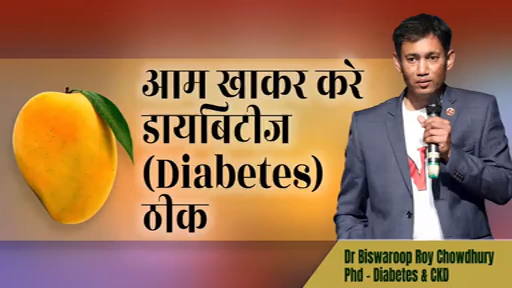 आम खाकर करे
डायबिटीज
(Diabetes)
ठीक
Dr Biswaroop Roy Chowdhury
Phd - Diabetes & CKD